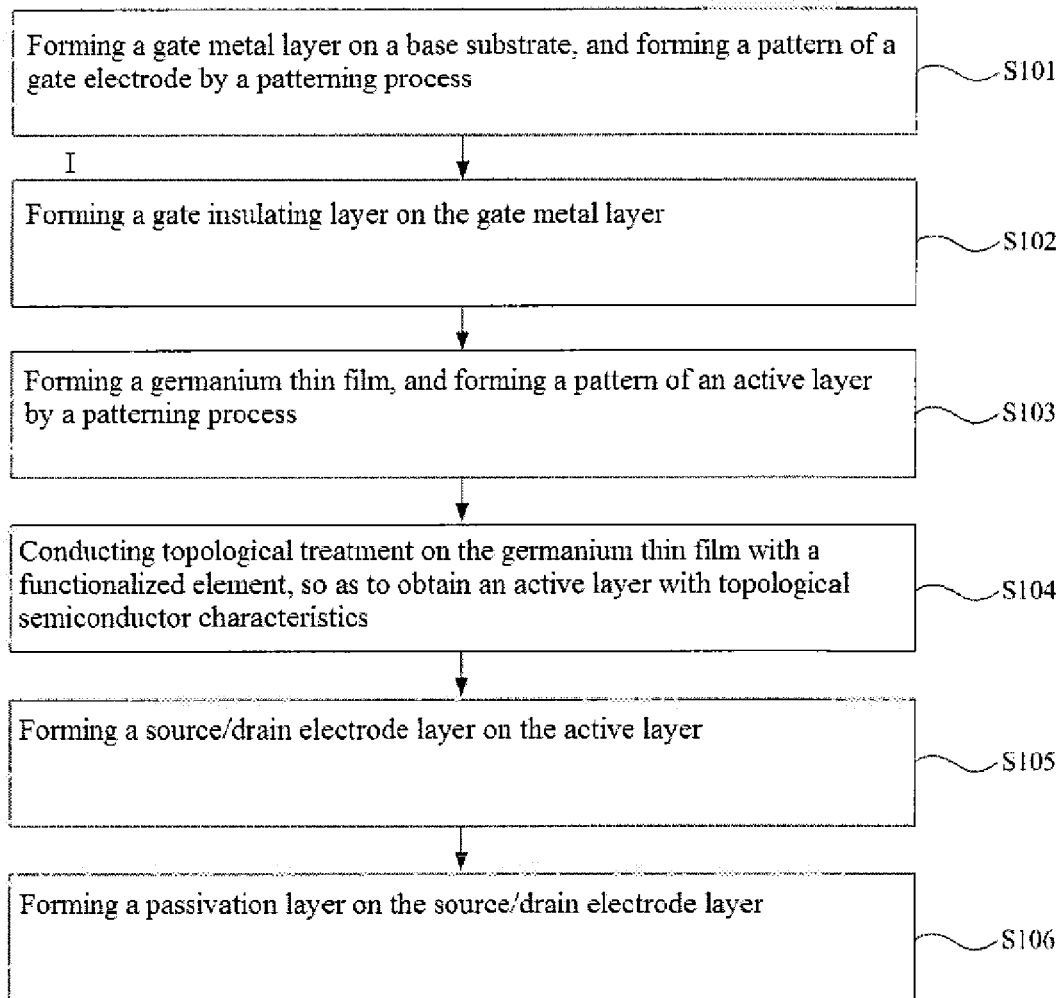 Forming a gate metal layer on a base substrate, and forming a pattern of a
gate electrode by a patterning process
S101
I
Forming a gate insulating layer on the gate metal layer
S102
Forming a germanium thin film, and forming a pattern of an active layer
by a patterning process
S103
Conducting topological treatment on the germanium thin film with a
functionalized element, so as to obtain an active layer with topological
semiconductor characteristics
S104
Forming a source/drain electrode layer on the active layer
S105
Forming a passivation layer on the source/drain electrode layer
S106